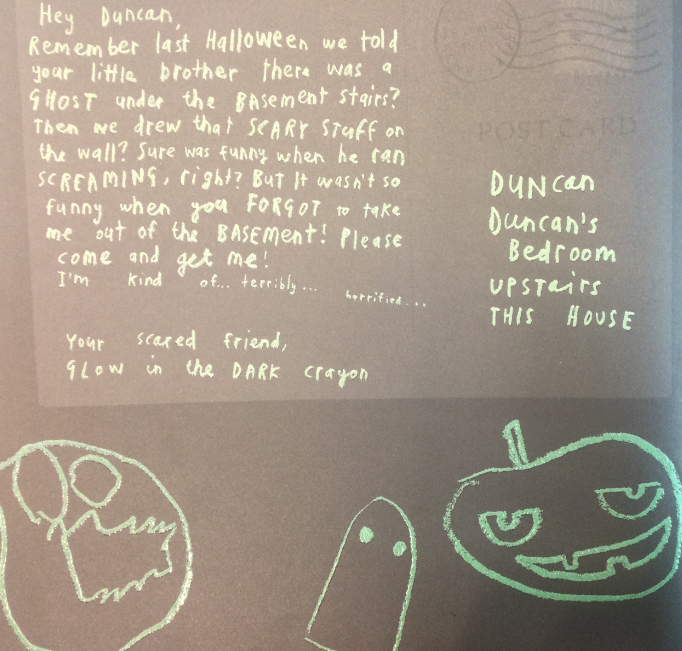 Hey Duncan,
Remember last Halloween we told
your little brother there was a
GHOST under the BASement stairs?
Then we drew that SCARY Stuff on
the wall? Sure was funny when he ran
SCREAMING, right? But it wasn't so
funny when you FORGOT to take
me out of the BASEMENT! Please
come and get me!
I'm kind of... terribly... horrified...
Your scared friend,
GLOW in the DARK crayon
POST CARD
DUNCan
Duncan's
Bedroom
UPSTairs
THIS HOUSE